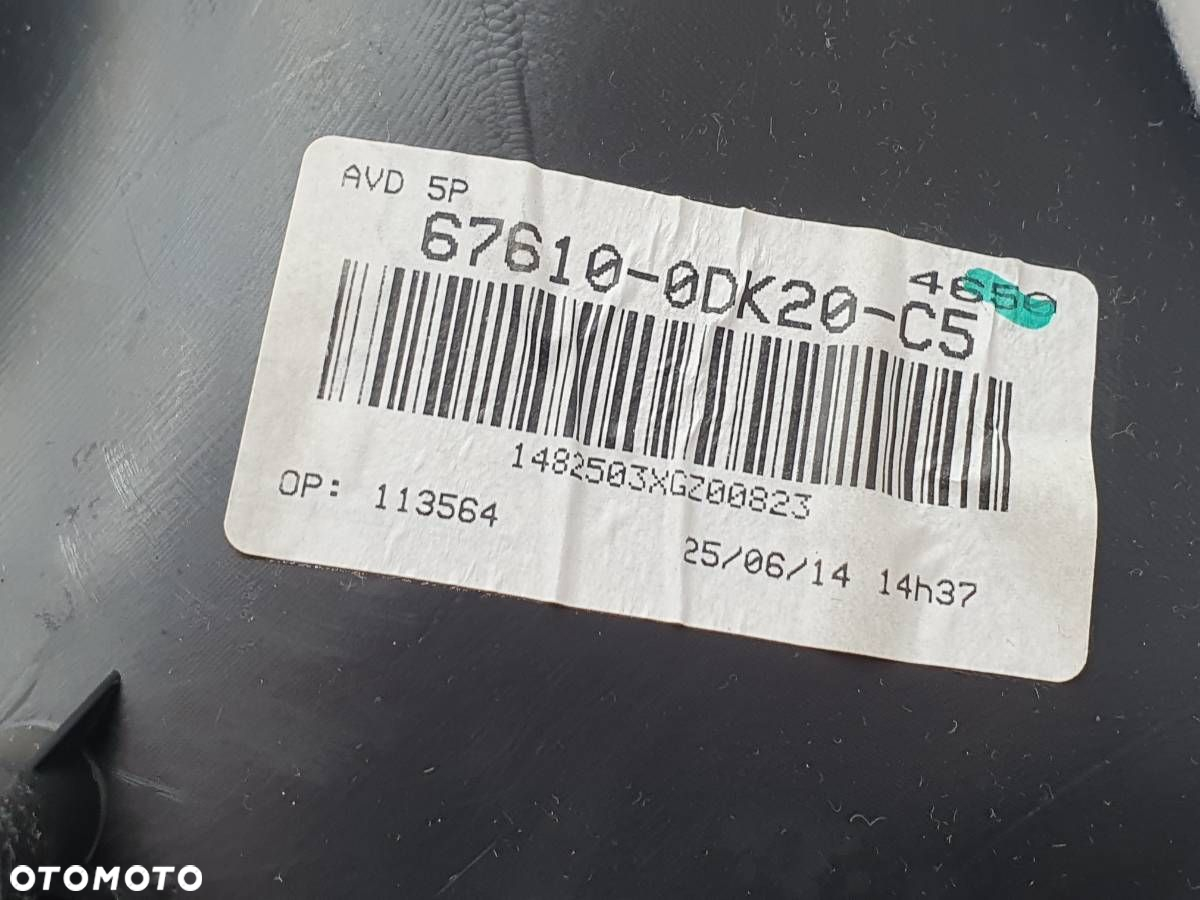 AVD 5P
4650
67610-0DK20-C5
1482503XGZ00823
OP: 113564
25/06/14 14h37
OTOMOTO